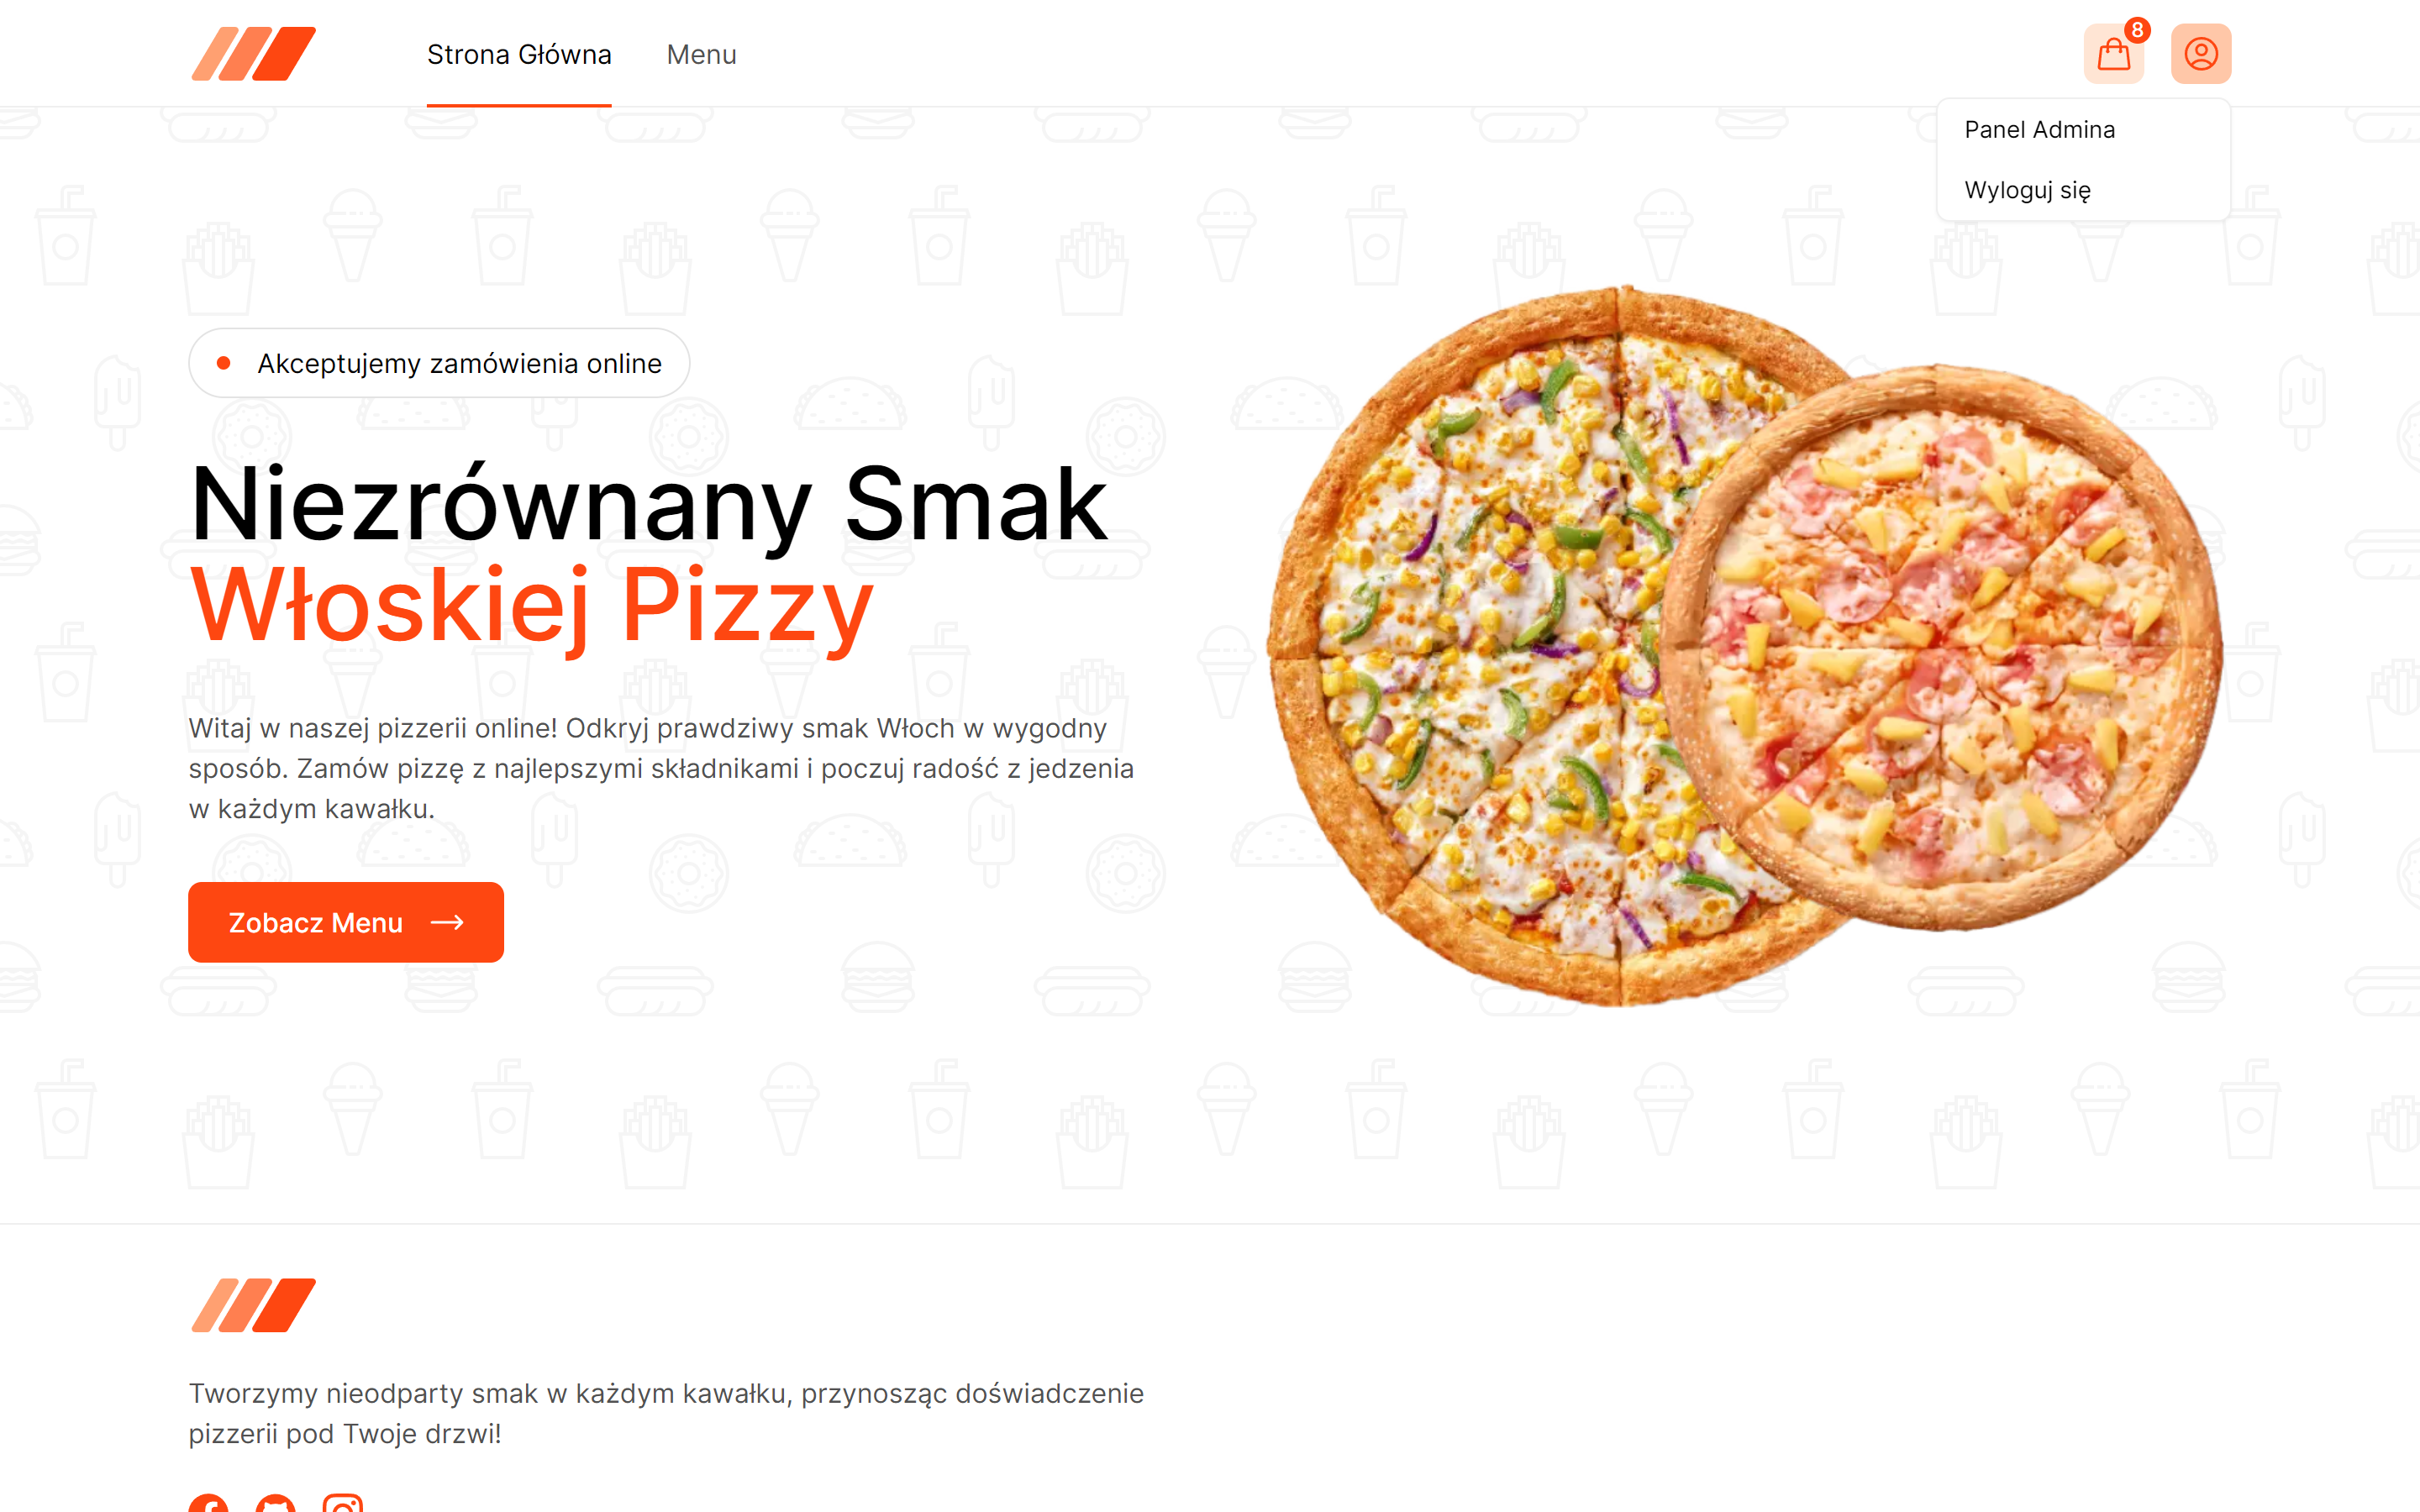 Strona Główna
Menu
8
Panel Admina
Wyloguj się
Akceptujemy zamówienia online
Niezrównany Smak
Włoskiej Pizzy
Witaj w naszej pizzerii online! Odkryj prawdziwy smak Włoch w wygodny
sposób. Zamów pizzę z najlepszymi składnikami i poczuj radość z jedzenia
w każdym kawałku.
Zobacz Menu
Tworzymy nieodparty smak w każdym kawałku, przynosząc doświadczenie
pizzerii pod Twoje drzwi!